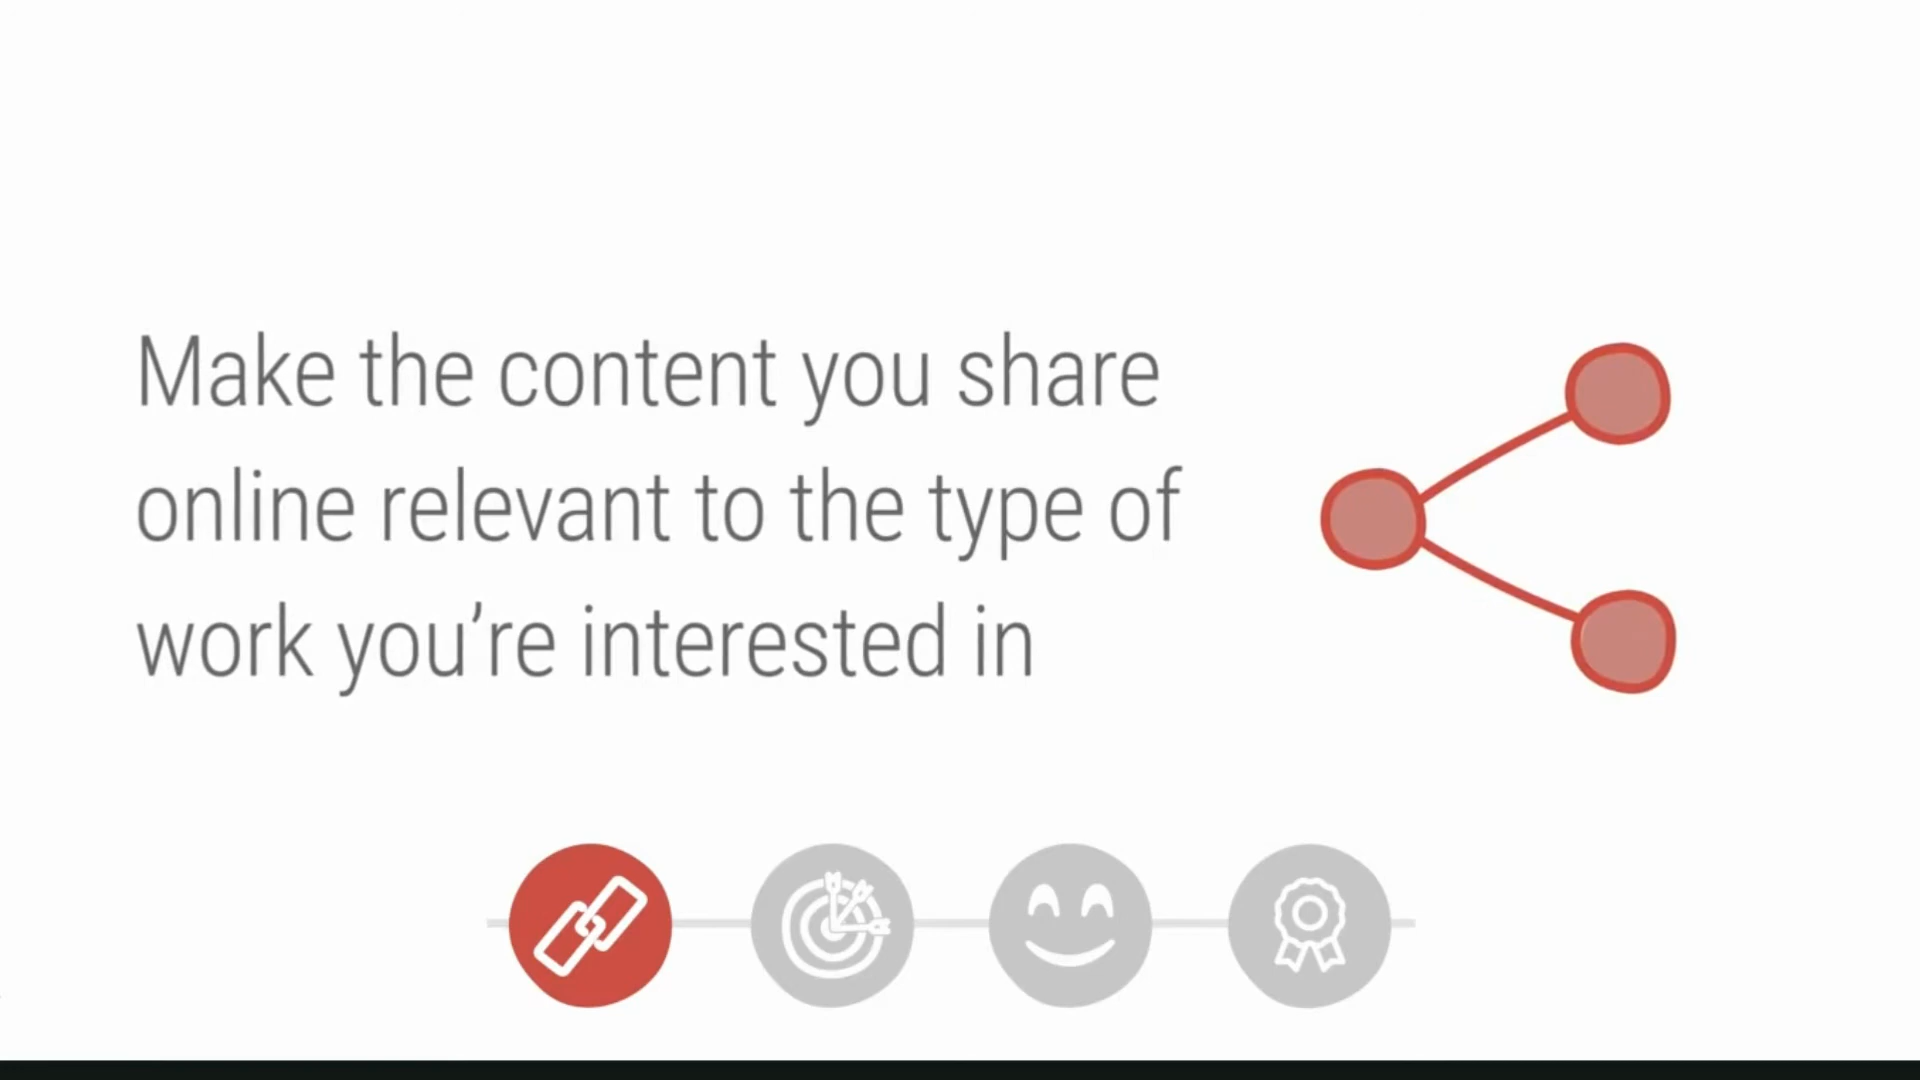 Make the content you share
online relevant to the type of
work you’re interested in